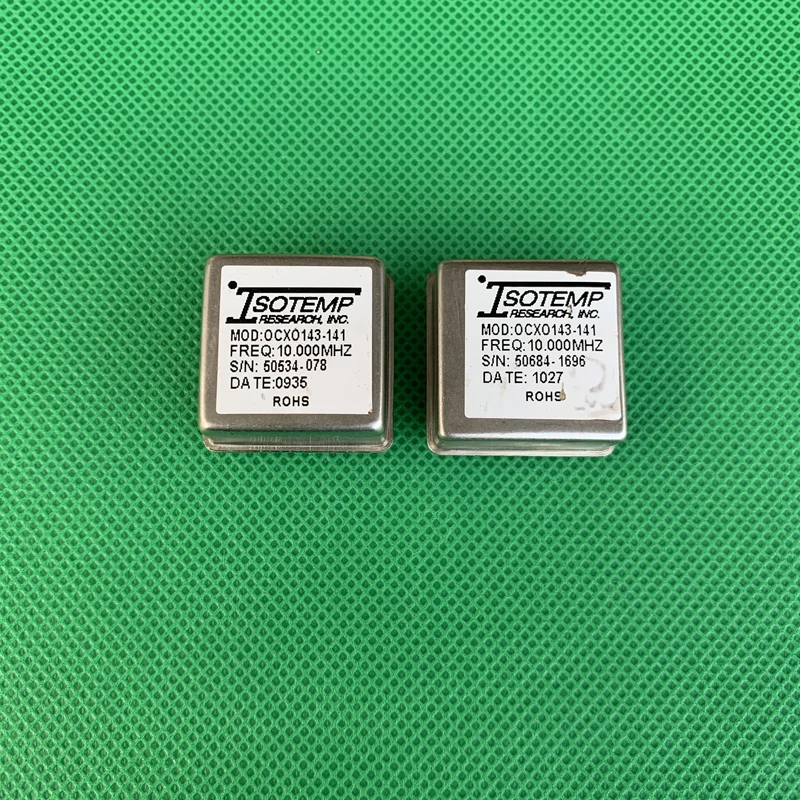 ISOTEMP
RESEARCH, INC.
MOD:OCXO143-141
FREQ:10.000MHZ
S/N: 50534-078
DATE:0935
ROHS
ISOTEMP
RESEARCH, INC.
MOD:OCXO143-141
FREQ:10.000MHZ
S/N: 50684-1696
DATE: 1027
ROHS